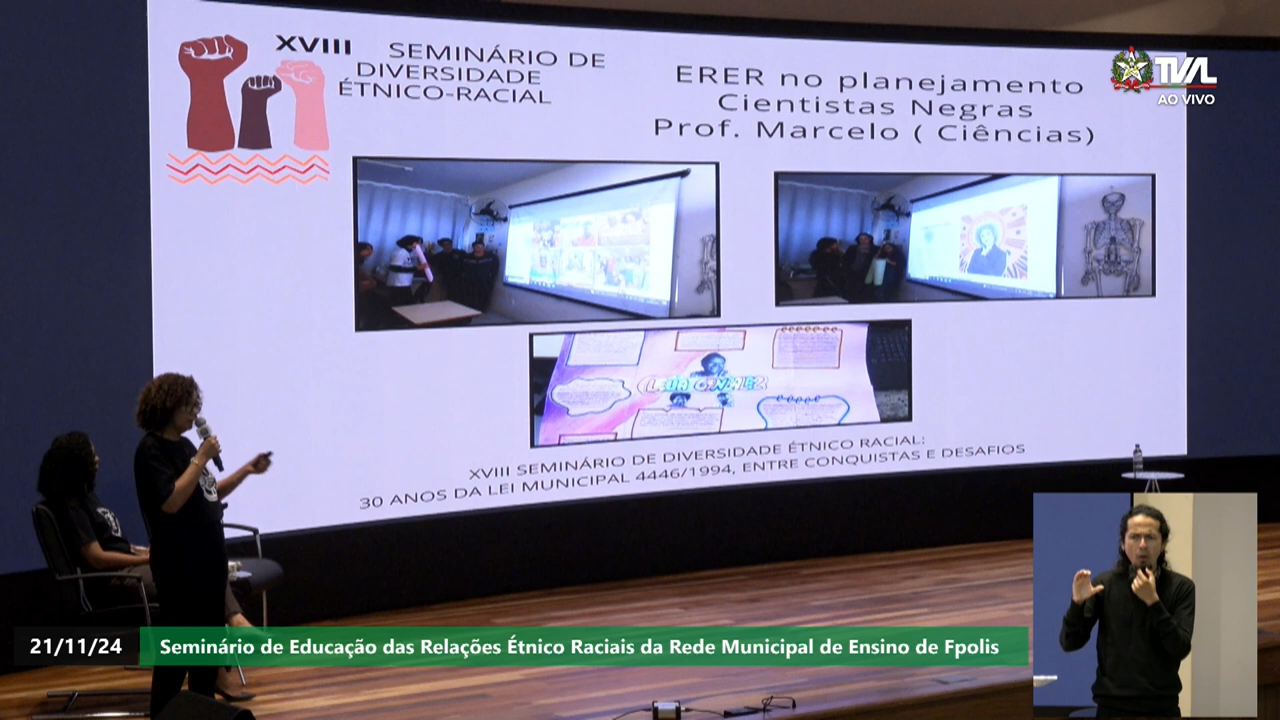 XVIII SEMINÁRIO DE
DIVERSIDADE
ÉTNICO-RACIAL
ERER no planejamento
Cientistas Negras
Prof. Marcelo ( Ciências)
TVAL
AO VIVO
XVIII SEMINÁRIO DE DIVERSIDADE ÉTNICO RACIAL:
30 ANOS DA LEI MUNICIPAL 4446/1994, ENTRE CONQUISTAS E DESAFIOS
21/11/24
Seminário de Educação das Relações Étnico Raciais da Rede Municipal de Ensino de Fpolis